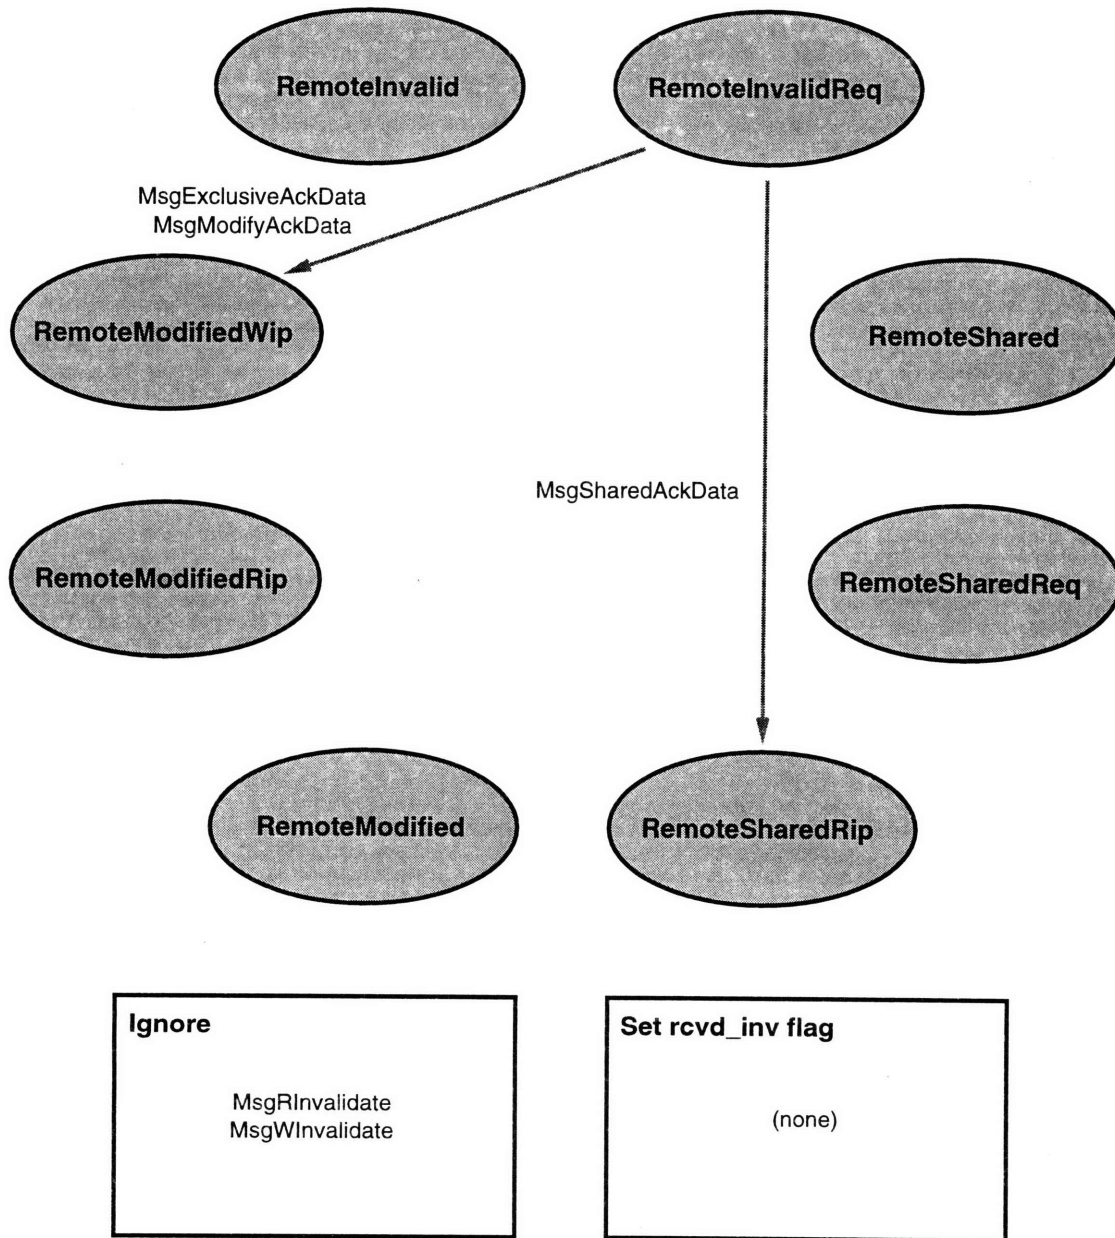 RemoteInvalid
RemoteInvalidReq
MsgExclusiveAckData
MsgModifyAckData
RemoteModifiedWip
RemoteShared
MsgSharedAckData
RemoteModifiedRip
RemoteSharedReq
RemoteModified
RemoteSharedRip
Ignore
MsgRInvalidate
MsgWInvalidate
Set rcvd_inv flag
(none)